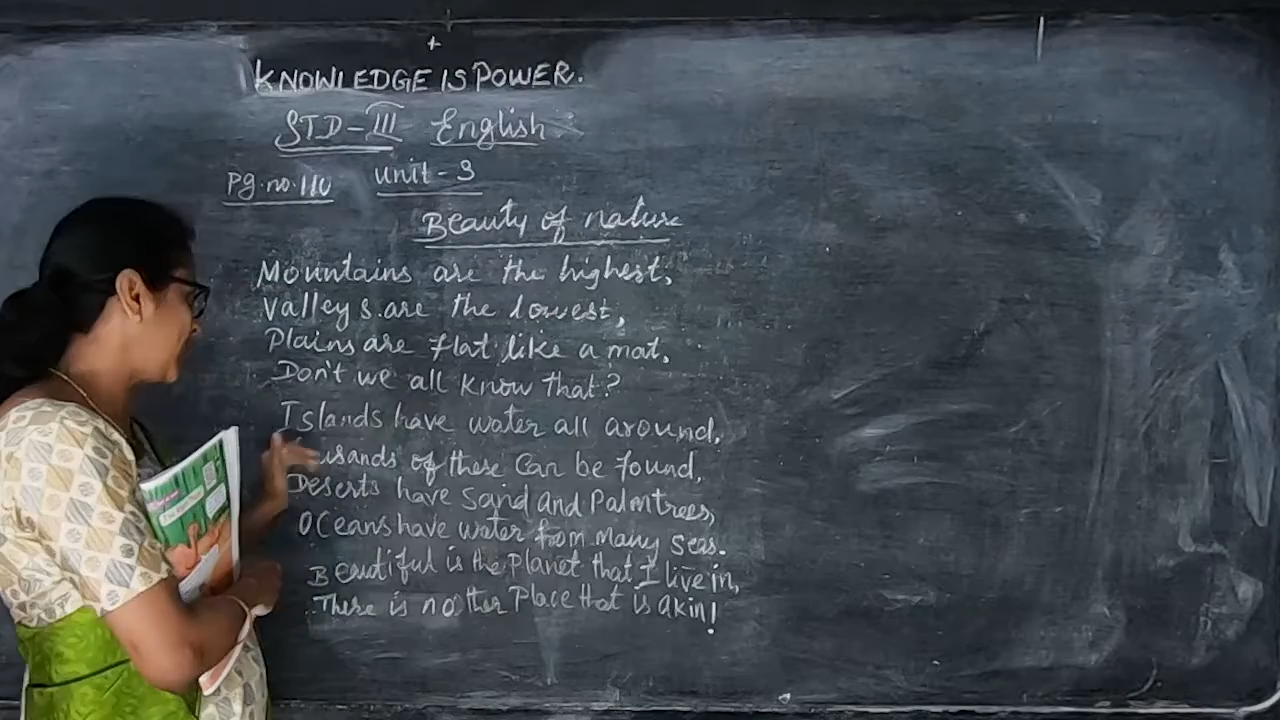 KNOWLEDGE IS POWER.
STD-III English
Pg.no.110 unit-3
Beauty of nature
Mountains are the highest,
Valleys are the lowest,
Plains are flat like a mat,
Don't we all know that?
Islands have water all around,
usands of these can be found,
Deserts have sand and Palmtrees,
Oceans have water from Many seas.
Beautiful is the Planet that I live in,
There is no other Place that is akin!